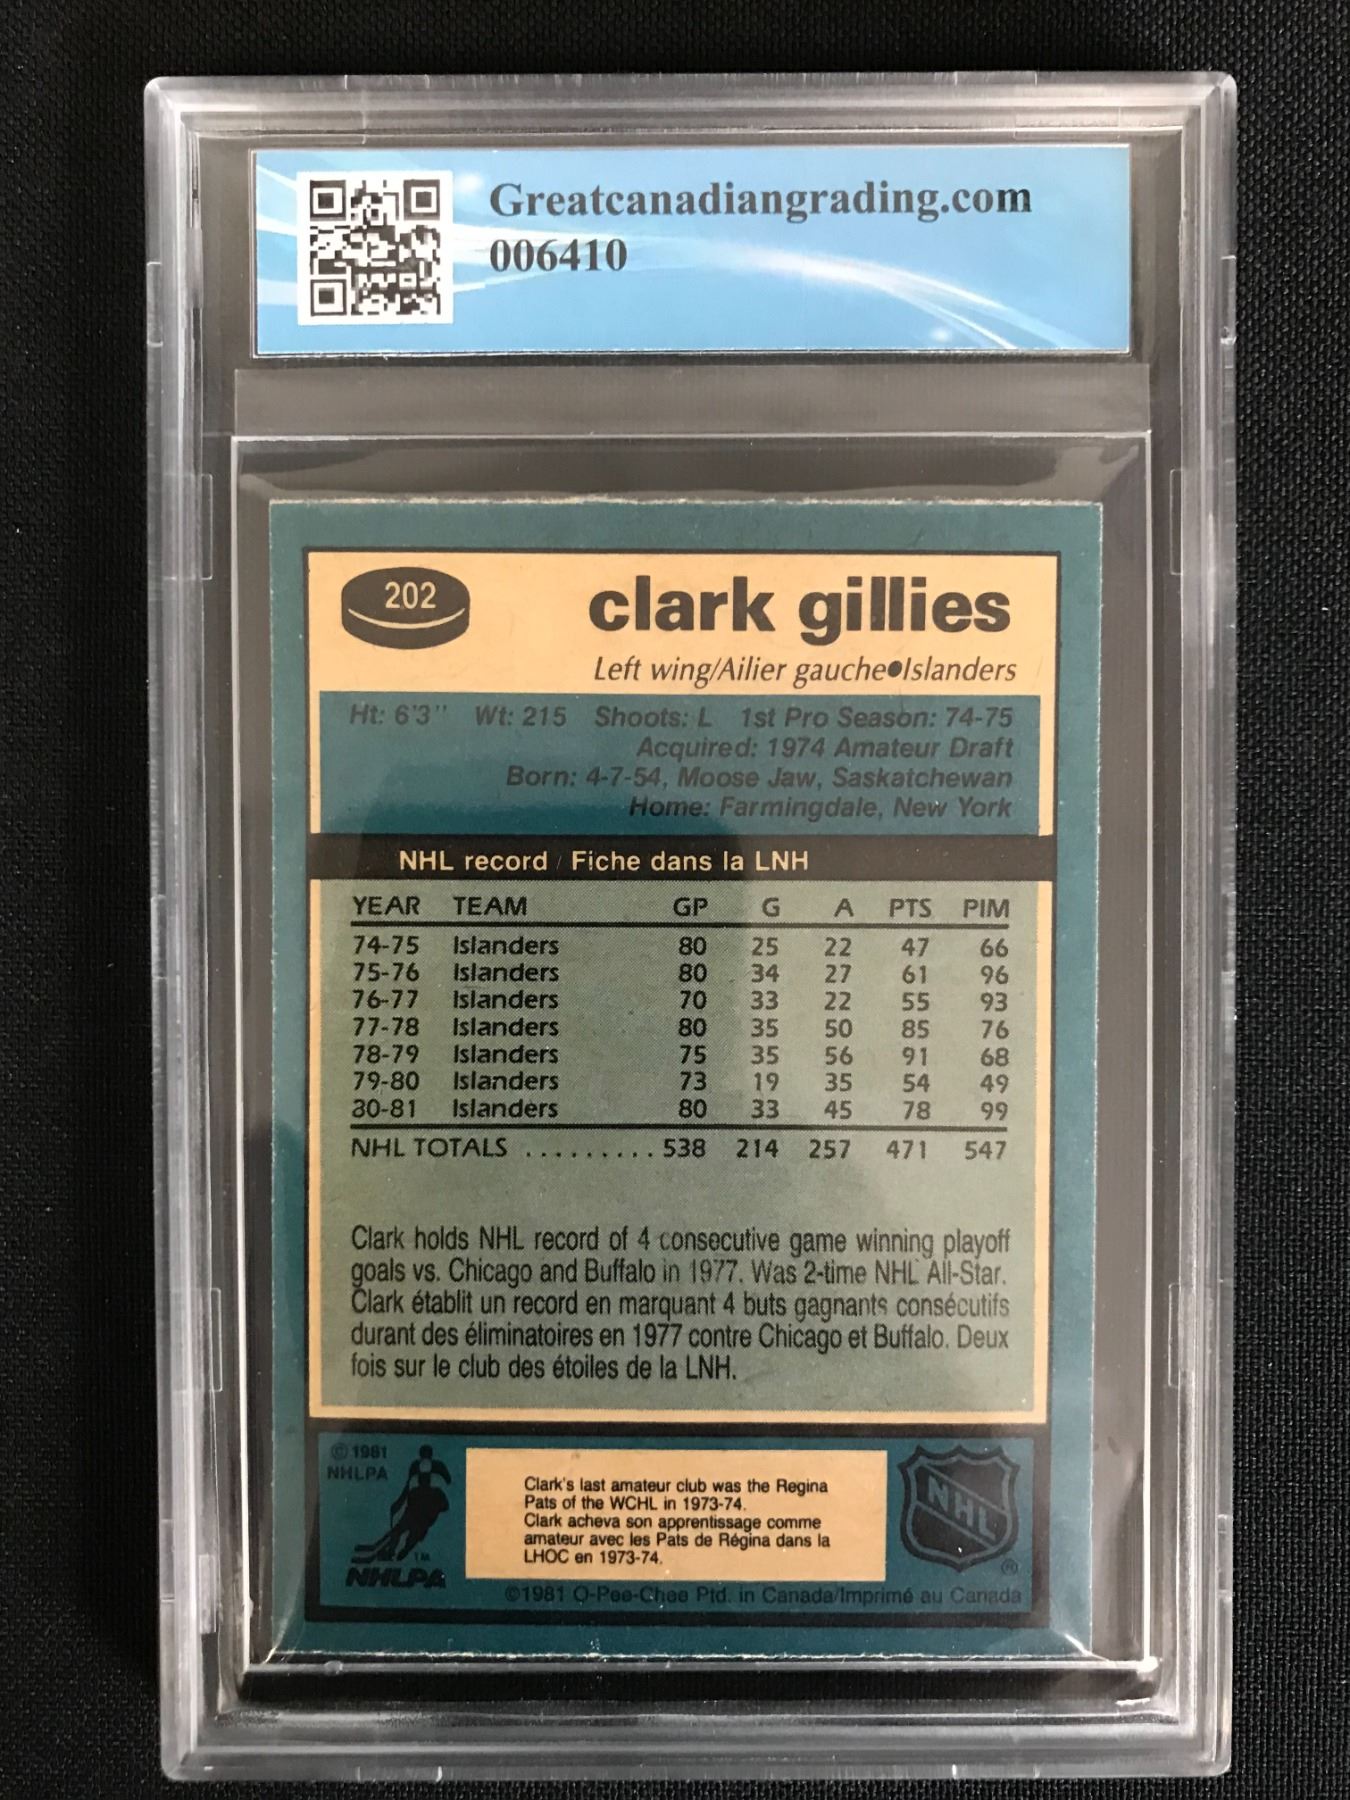 Greatcanadiangrading.com
006410
202
clark gillies
Left wing/Ailier gauche●Islanders
Ht: 6'3" Wt: 215 Shoots: L 1st Pro Season: 74-75
Acquired: 1974 Amateur Draft
Born: 4-7-54, Moose Jaw, Saskatchewan
Home: Farmingdale, New York
NHL record / Fiche dans la LNH
YEAR TEAM GP G A PTS PIM
74-75 Islanders 80 25 22 47 66
75-76 Islanders 80 34 27 61 96
76-77 Islanders 70 33 22 55 93
77-78 Islanders 80 35 50 85 76
78-79 Islanders 75 35 56 91 68
79-80 Islanders 73 19 35 54 49
80-81 Islanders 80 33 45 78 99
NHL TOTALS ......... 538 214 257 471 547
Clark holds NHL record of 4 consecutive game winning playoff
goals vs. Chicago and Buffalo in 1977. Was 2-time NHL All-Star.
Clark établit un record en marquant 4 buts gagnants consécutifs
durant des éliminatoires en 1977 contre Chicago et Buffalo. Deux
fois sur le club des étoiles de la LNH.
© 1981
NHLPA
TM
NHLPA
Clark's last amateur club was the Regina
Pats of the WCHL in 1973-74.
Clark acheva son apprentissage comme
amateur avec les Pats de Régina dans la
LHOC en 1973-74.
NHL
®
©1981 O-Pee-Chee Ptd. in Canada/Imprimé au Canada